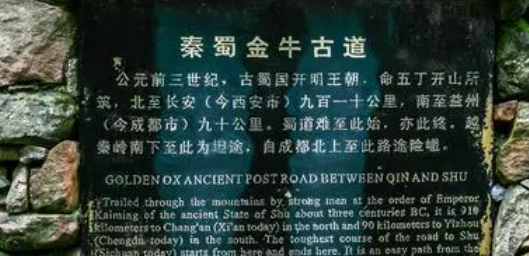 秦蜀金牛古道
公元前三世纪，古蜀国开明王朝，命五丁开山所
筑，北至长安（今西安市）九百一十公里，南至益州
（今成都市）九十公里。蜀道难至此始，亦此终。越
秦岭南下至此为坦途，自成都北上至此路途险巇。
GOLDEN OX ANCIENT POST ROAD BETWEEN QIN AND SHU
Trailed through the mountains by strong men at the order of Emperor
Kaiming of the ancient State of Shu about three centuries BC, it is 910
kilometers to Chang'an (Xi'an today) in the north and 90 kilometers to Yizhou
(Chengdu today) in the south. The toughest course of the road to Shu
(Sichuan today) starts from here and ends here. It is an easy path from the